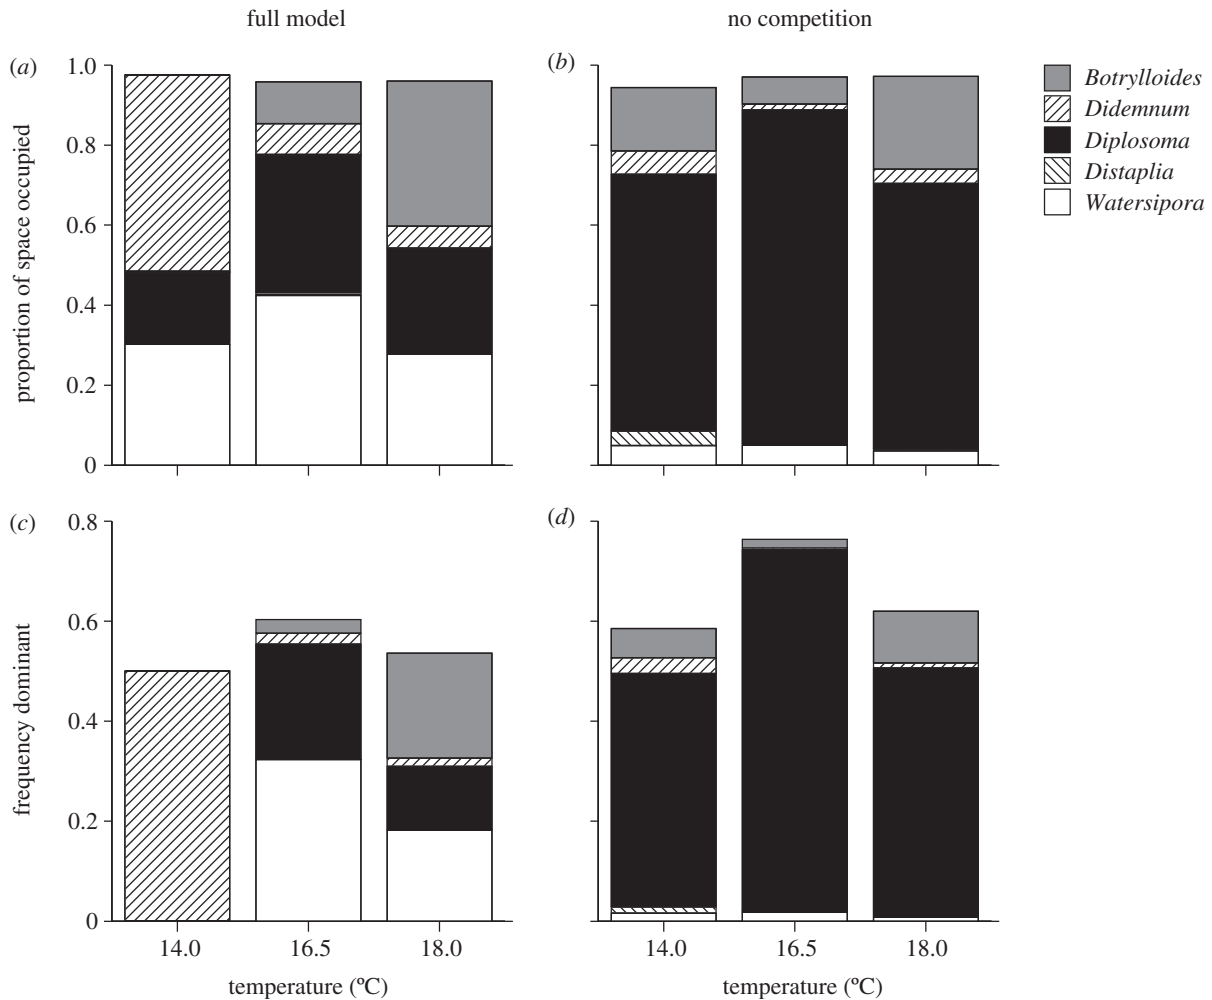 full model
no competition
(a)
(b)
1.0
0.8
0.6
0.4
0.2
0
proportion of space occupied
Botrylloides
Didemnum
Diplosoma
Distaplia
Watersipora
(c)
(d)
0.8
0.6
0.4
0.2
0
frequency dominant
14.0 16.5 18.0
14.0 16.5 18.0
temperature (ºC)
temperature (ºC)